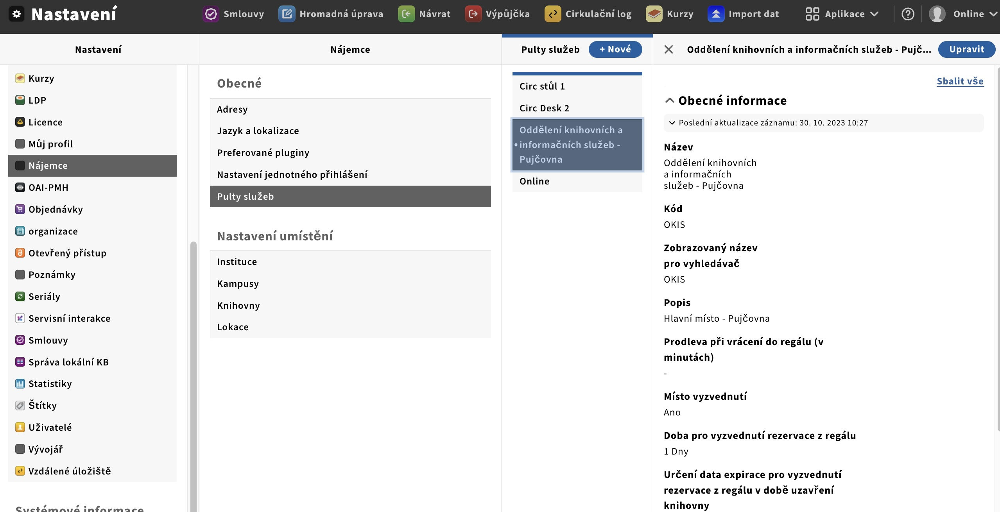 Nastavení
Smlouvy
Hromadná úprava
Návrat
Výpůjčka
Cirkulační log
Kurzy
Import dat
Aplikace
Online
Nastavení
Kurzy
LDP
Licence
Můj profil
Nájemce
OAI-PMH
Objednávky
organizace
Otevřený přístup
Poznámky
Seriály
Servisní interakce
Smlouvy
Správa lokální KB
Statistiky
Štítky
Uživatelé
Vývojář
Vzdálené úložiště
Systémové informace
Nájemce
Obecné
Adresy
Jazyk a lokalizace
Preferované pluginy
Nastavení jednotného přihlášení
Pulty služeb
Nastavení umístění
Instituce
Kampusy
Knihovny
Lokace
Pulty služeb
+ Nové
Circ stůl 1
Circ Desk 2
Oddělení knihovních a
informačních služeb -
Pujčovna
Online
Oddělení knihovních a informačních služeb - Pujč...
Upravit
Sbalit vše
Obecné informace
Poslední aktualizace záznamu: 30. 10. 2023 10:27
Název
Oddělení knihovních
a informačních
služeb - Pujčovna
Kód
OKIS
Zobrazovaný název
pro vyhledávač
OKIS
Popis
Hlavní místo - Pujčovna
Prodleva při vrácení do regálu (v
minutách)
-
Místo vyzvednutí
Ano
Doba pro vyzvednutí rezervace z regálu
1 Dny
Určení data expirace pro vyzvednutí
rezervace z regálu v době uzavření
knihovny